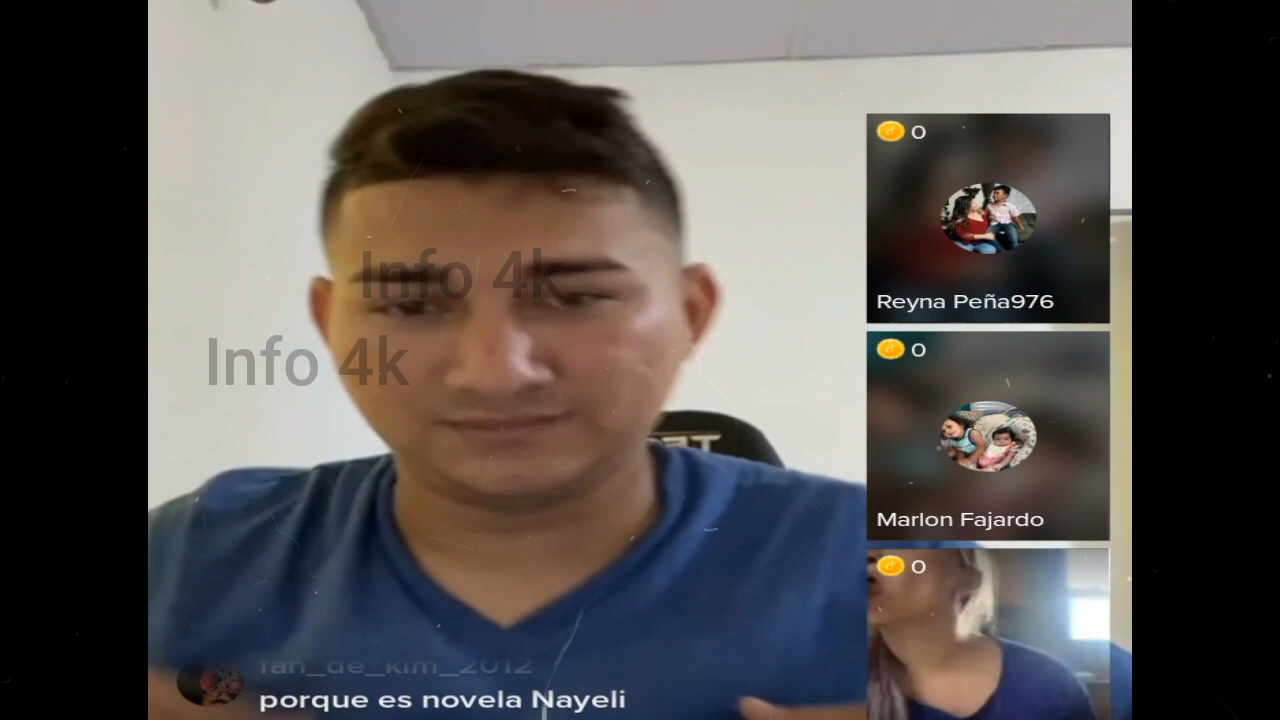 0
Reyna Peña976
Info 4k
Info 4k
0
Marlon Fajardo
0
fan_de_kim_2012
porque es novela Nayeli